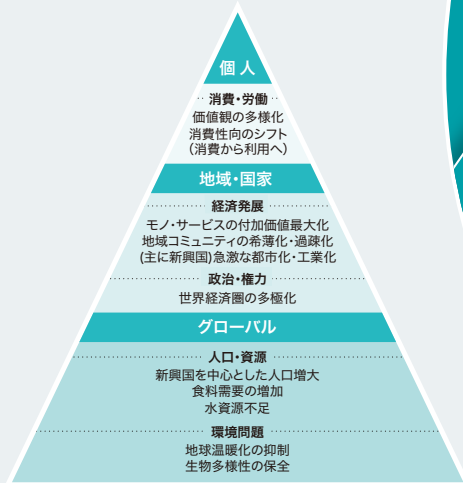 個人
消費・労働
価値観の多様化
消費性向のシフト
（消費から利用へ）
地域・国家
経済発展
モノ・サービスの付加価値最大化
地域コミュニティの希薄化・過疎化
(主に新興国)急激な都市化・工業化
政治・権力
世界経済圏の多極化
グローバル
人口・資源
新興国を中心とした人口増大
食料需要の増加
水資源不足
環境問題
地球温暖化の抑制
生物多様性の保全